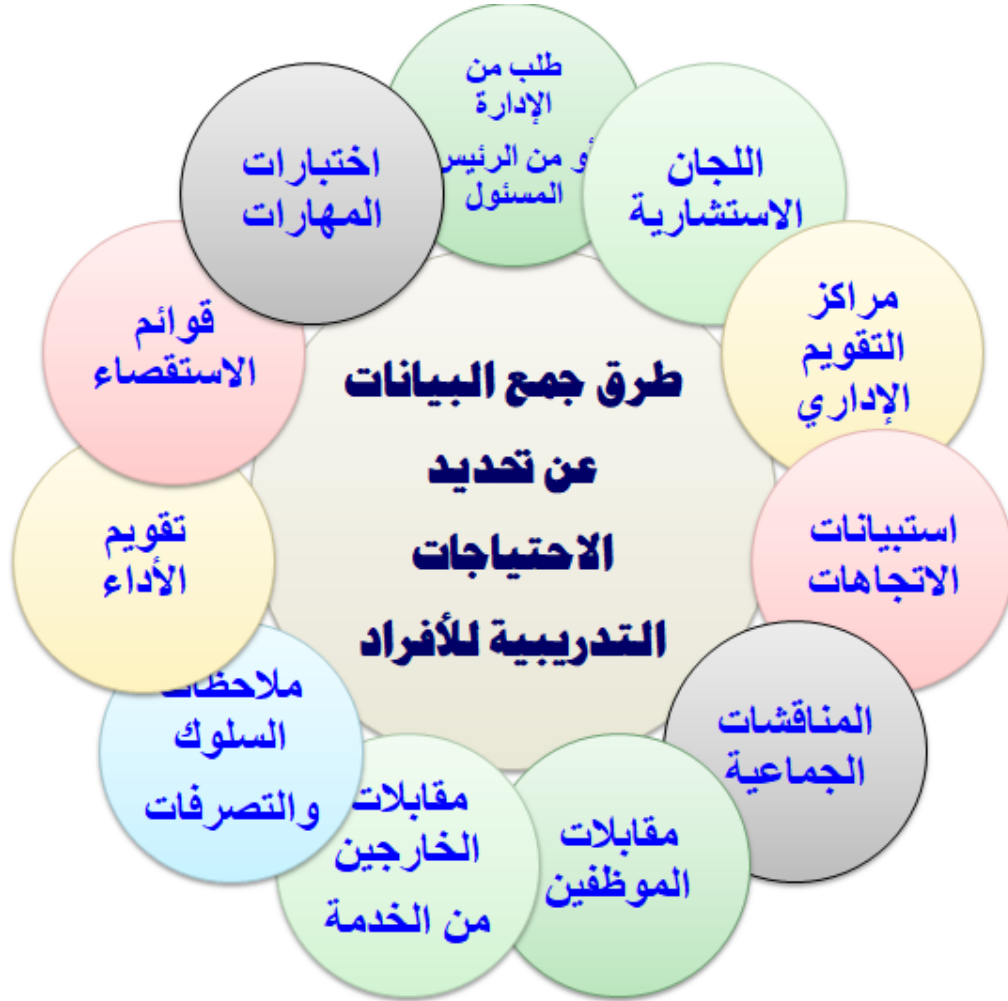 طرق جمع البيانات
عن تحديد
الاحتياجات
التدريبية للأفراد
طلب من
الإدارة
أو من الرئيس
المسئول
اللجان
الاستشارية
مراكز
التقويم
الإداري
استبيانات
الاتجاهات
المناقشات
الجماعية
مقابلات
الموظفين
مقابلات
الخارجين
من الخدمة
ملاحظات
السلوك
والتصرفات
تقويم
الأداء
قوائم
الاستقصاء
اختبارات
المهارات